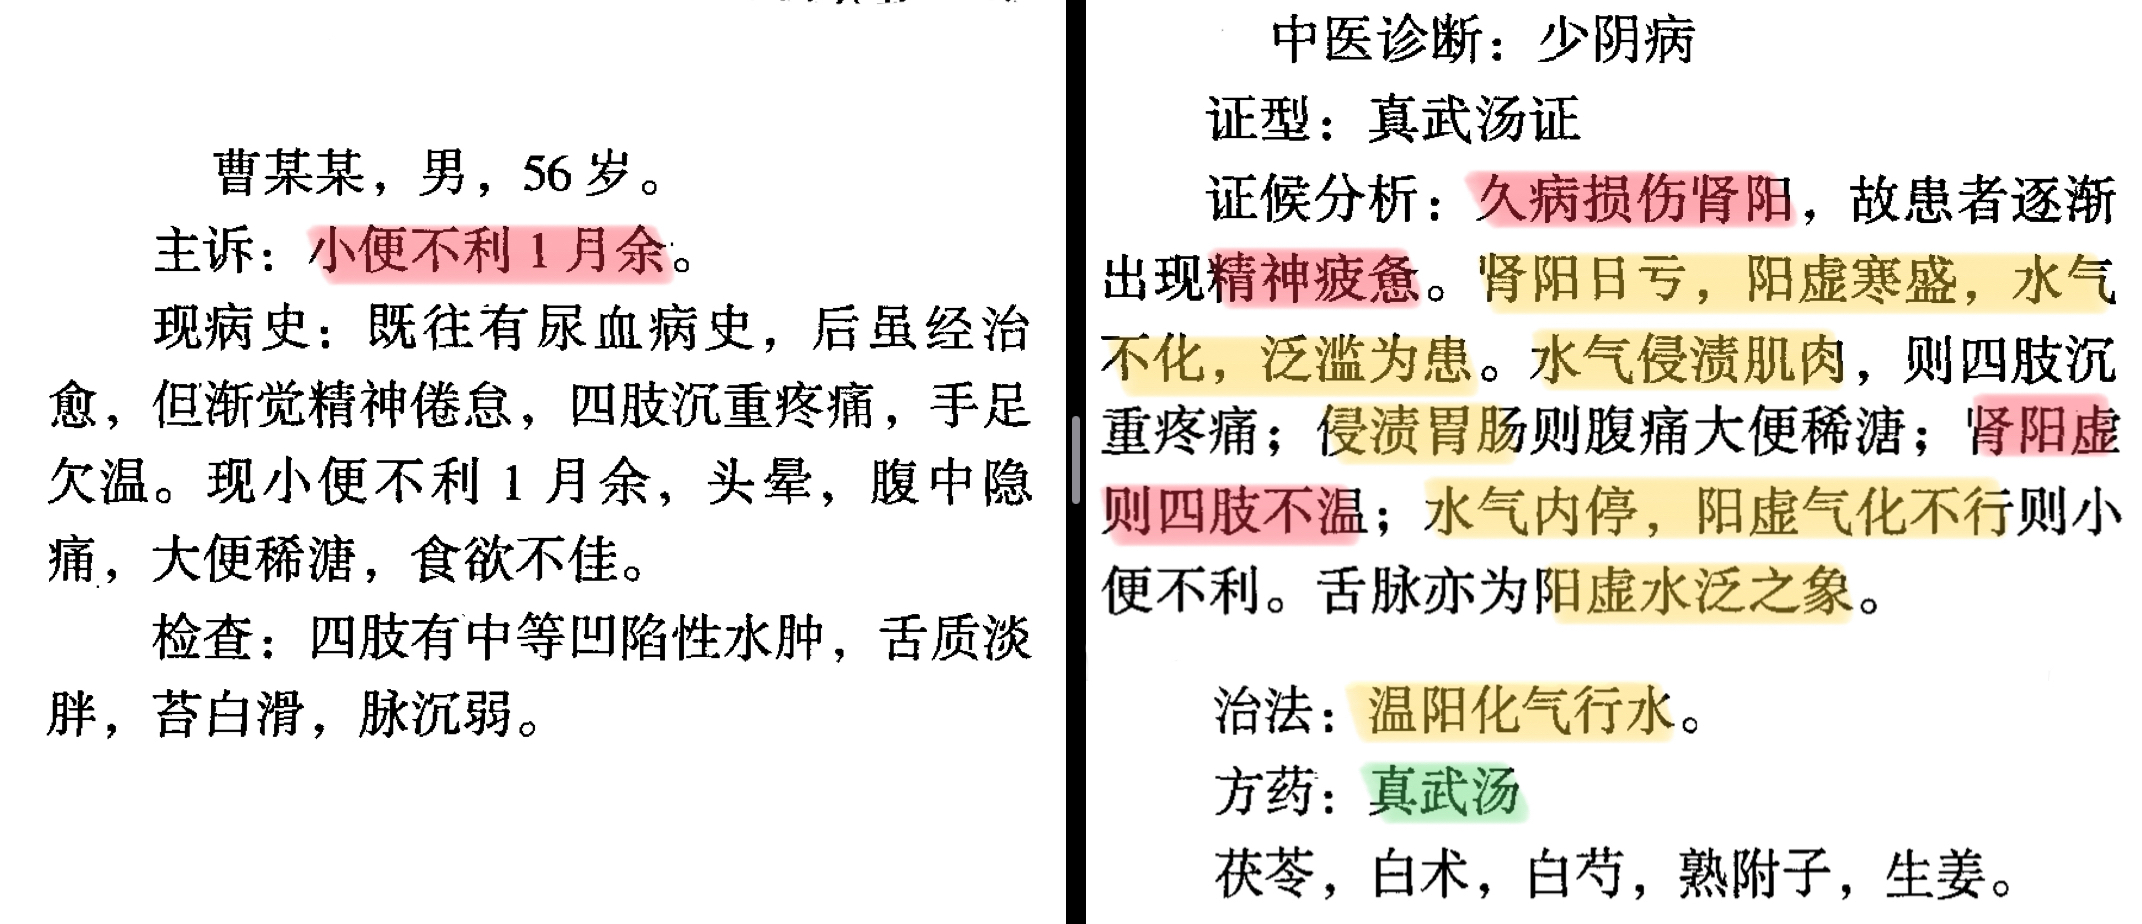 曹某某，男，56岁。
主诉：小便不利1月余。
现病史：既往有尿血病史，后虽经治
愈，但渐觉精神倦怠，四肢沉重疼痛，手足
欠温。现小便不利1月余，头晕，腹中隐
痛，大便稀溏，食欲不佳。
检查：四肢有中等凹陷性水肿，舌质淡
胖，苔白滑，脉沉弱。
中医诊断：少阴病
证型：真武汤证
证候分析：久病损伤肾阳，故患者逐渐
出现精神疲惫。肾阳日亏，阳虚寒盛，水气
不化，泛滥为患。水气侵渍肌肉，则四肢沉
重疼痛；侵渍胃肠则腹痛大便稀溏；肾阳虚
则四肢不温；水气内停，阳虚气化不行则小
便不利。舌脉亦为阳虚水泛之象。
治法：温阳化气行水。
方药：真武汤
茯苓，白术，白芍，熟附子，生姜。